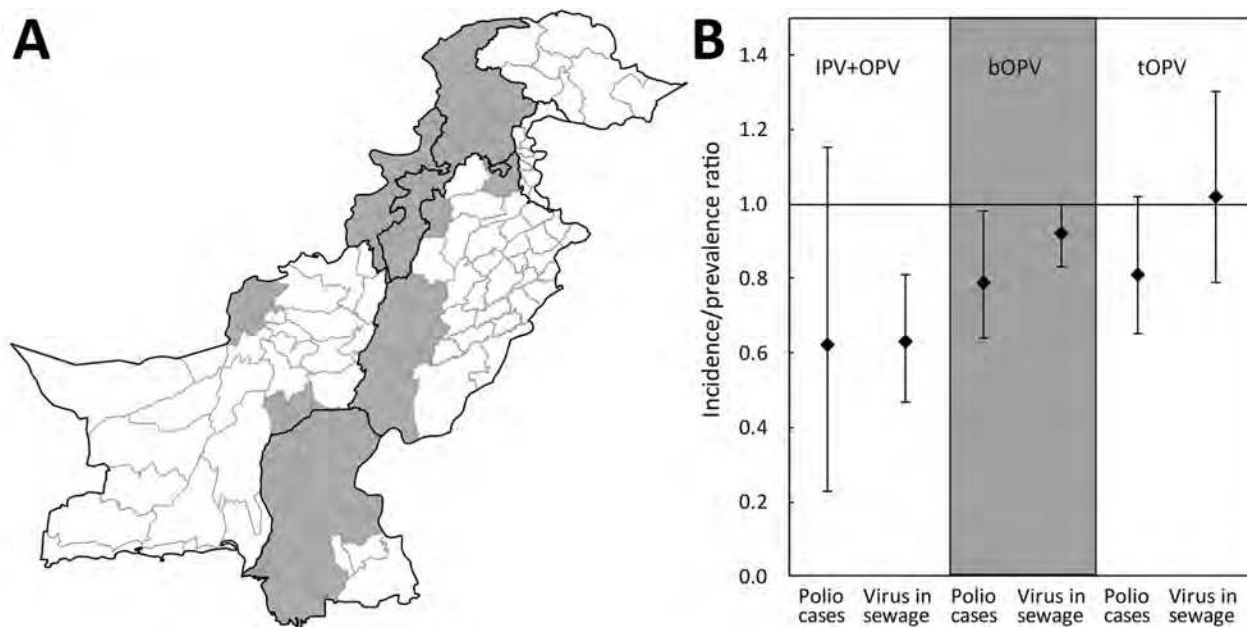 A
B
IPV+OPV bOPV tOPV
Incidence/prevalence ratio
1.4
1.2
1.0
0.8
0.6
0.4
0.2
0.0
Polio Virus in Polio Virus in Polio Virus in
cases sewage cases sewage cases sewage